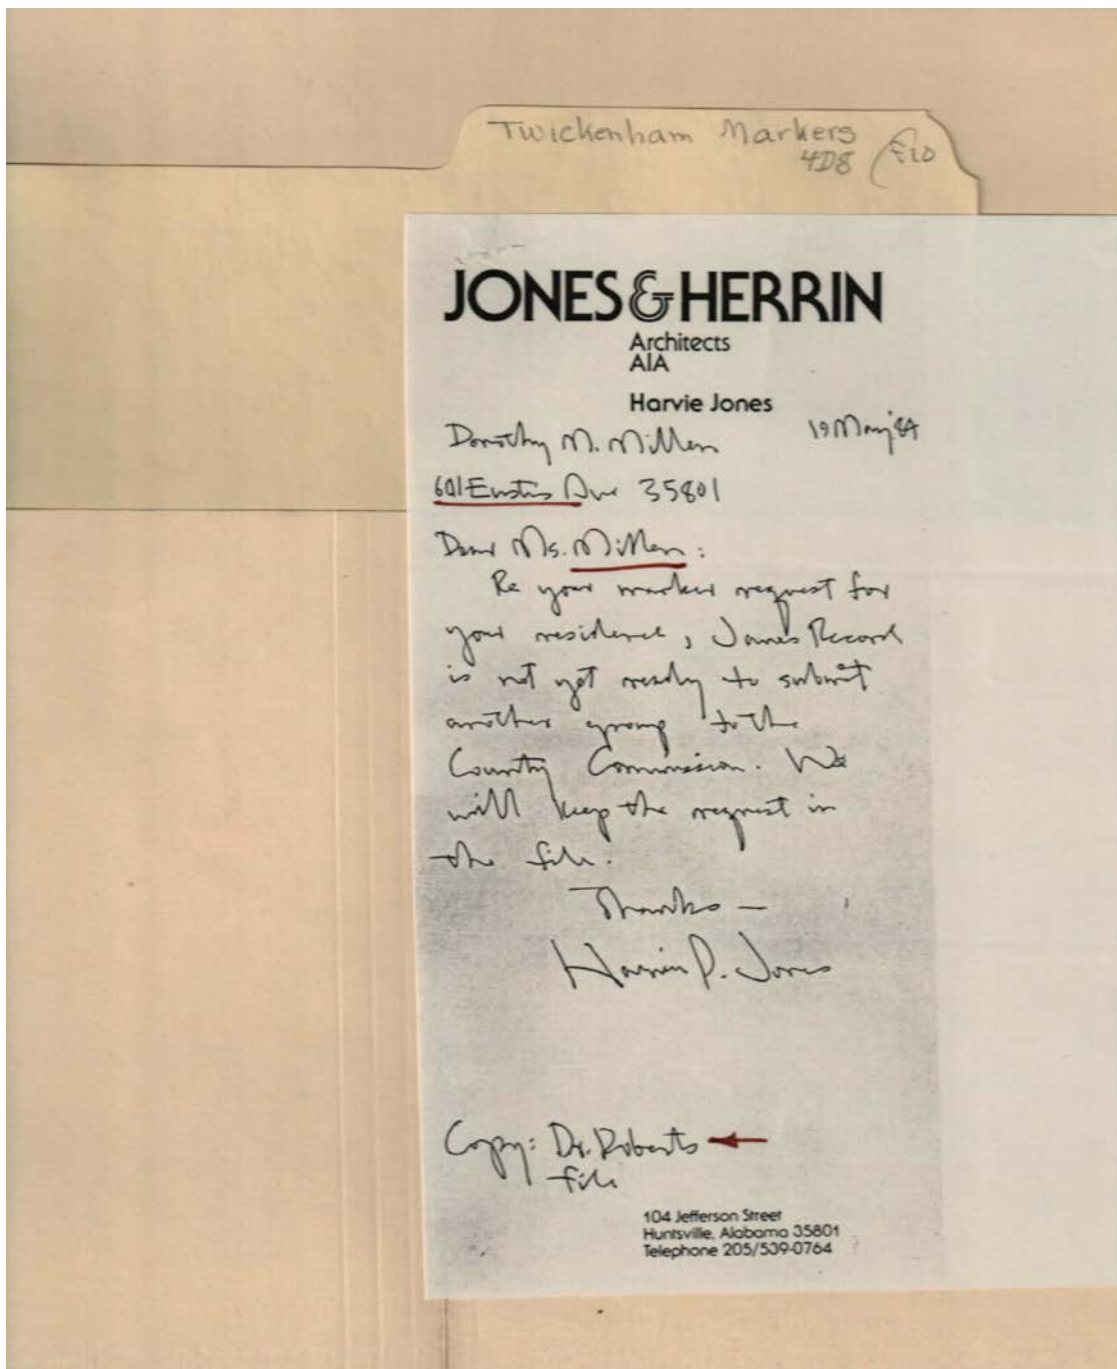 Twickenham Markers
4D8 (F20
JONES & HERRIN
Architects
AIA
Harvie Jones
Dorothy M. Miller 19 May '84
601 Eustis Ave 35801
Dear Ms. Miller:
Re your marker request for
your residence, James Record
is not yet ready to submit
another group to the
County Commission. We
will keep the request in
the file.
Thanks —
Harvie P. Jones
Copy: Dr. Roberts
file
104 Jefferson Street
Huntsville, Alabama 35801
Telephone 205/539-0764